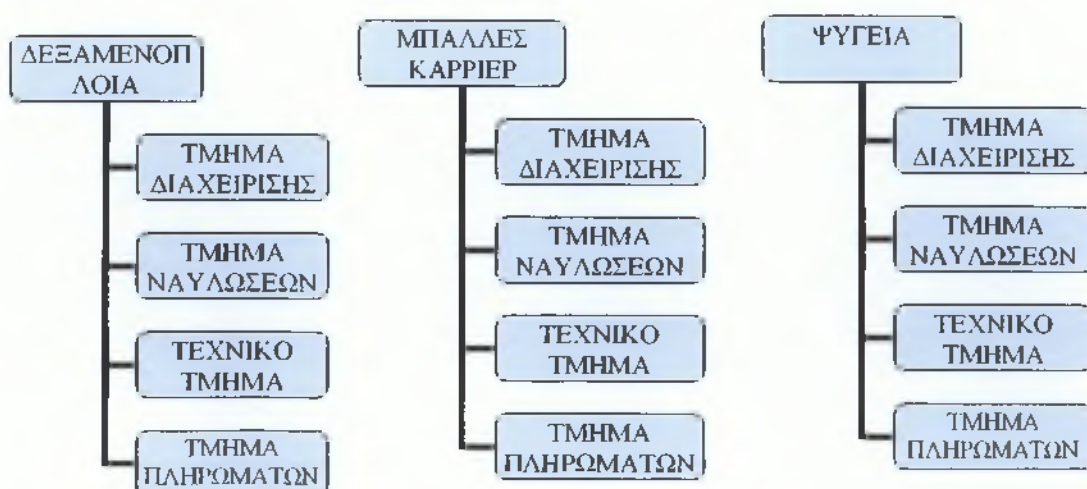 ΔΕΞΑΜΕΝΟΠ
ΛΟΙΑ
ΤΜΗΜΑ
ΔΙΑΧΕΙΡΙΣΗΣ
ΤΜΗΜΑ
ΝΑΥΛΩΣΕΩΝ
ΤΕΧΝΙΚΟ
ΤΜΗΜΑ
ΤΜΗΜΑ
ΠΛΗΡΩΜΑΤΩΝ
ΜΠΑΛΛΕΣ
ΚΑΡΡΙΕΡ
ΤΜΗΜΑ
ΔΙΑΧΕΙΡΙΣΗΣ
ΤΜΗΜΑ
ΝΑΥΛΩΣΕΩΝ
ΤΕΧΝΙΚΟ
ΤΜΗΜΑ
ΤΜΗΜΑ
ΠΛΗΡΩΜΑΤΩΝ
ΨΥΓΕΙΑ
ΤΜΗΜΑ
ΔΙΑΧΕΙΡΙΣΗΣ
ΤΜΗΜΑ
ΝΑΥΛΩΣΕΩΝ
ΤΕΧΝΙΚΟ
ΤΜΗΜΑ
ΤΜΗΜΑ
ΠΛΗΡΩΜΑΤΩΝ